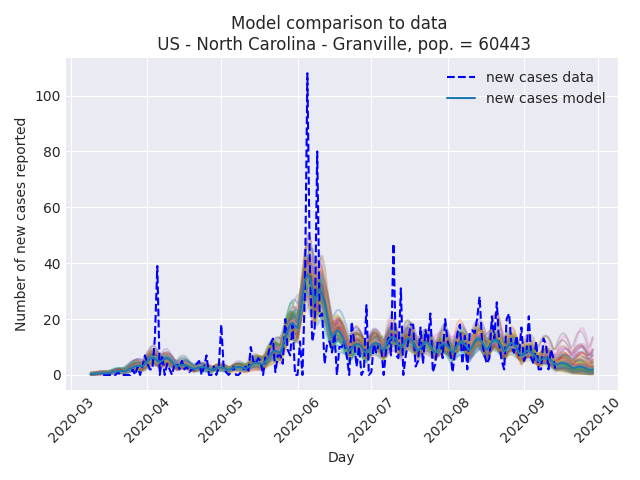 Model comparison to data
US - North Carolina - Granville, pop. = 60443
new cases data
new cases model
Number of new cases reported
100
80
60
40
20
0
2020-03
2020-04
2020-05
2020-06
2020-07
2020-08
2020-09
2020-10
Day